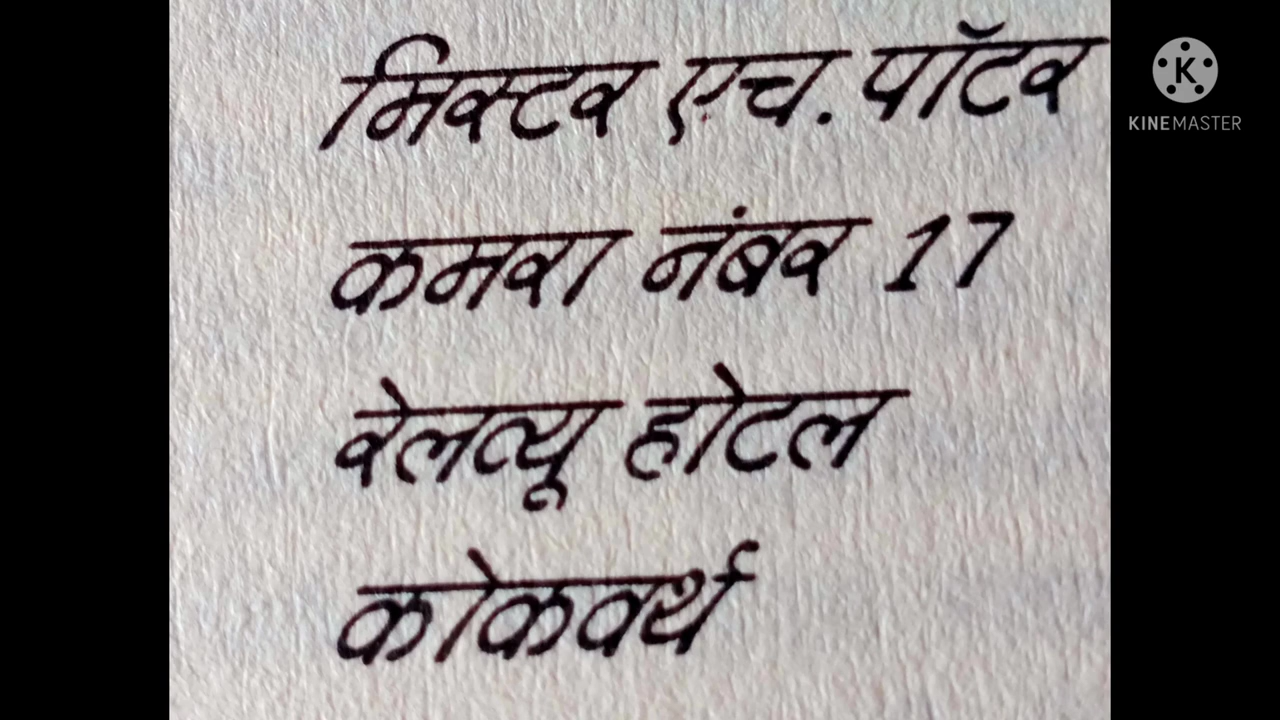 मिस्टर एच. पॉटर
कमरा नंबर 17
रेलव्यू होटल
कोकवर्थ
K
KINEMASTER